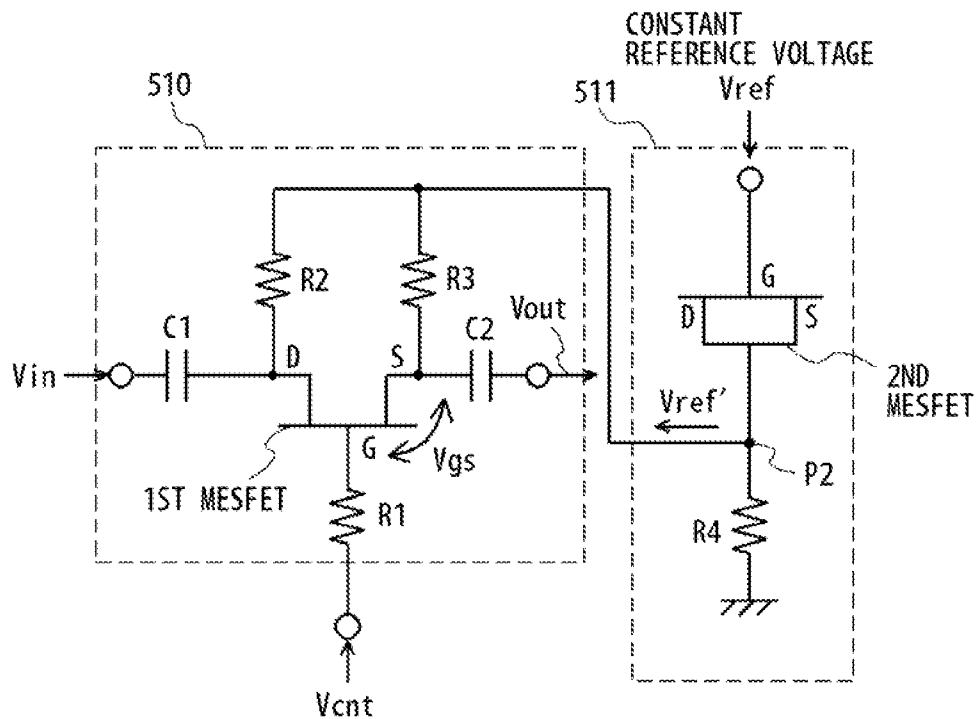 CONSTANT
REFERENCE VOLTAGE
Vref
510
511
R2
R3
G
D
S
C1
C2
Vout
Vin
D
S
2ND
MESFET
Vref'
G
Vgs
P2
1ST MESFET
R1
R4
Vcnt